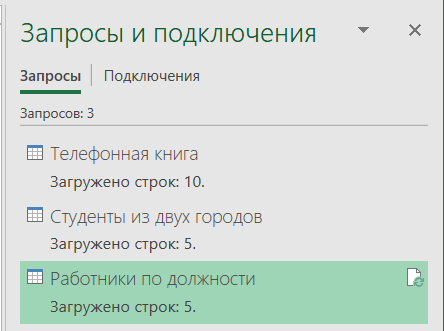 Запросы и подключения
Запросы Подключения
Запросов: 3
Телефонная книга
Загружено строк: 10.
Студенты из двух городов
Загружено строк: 5.
Работники по должности
Загружено строк: 5.